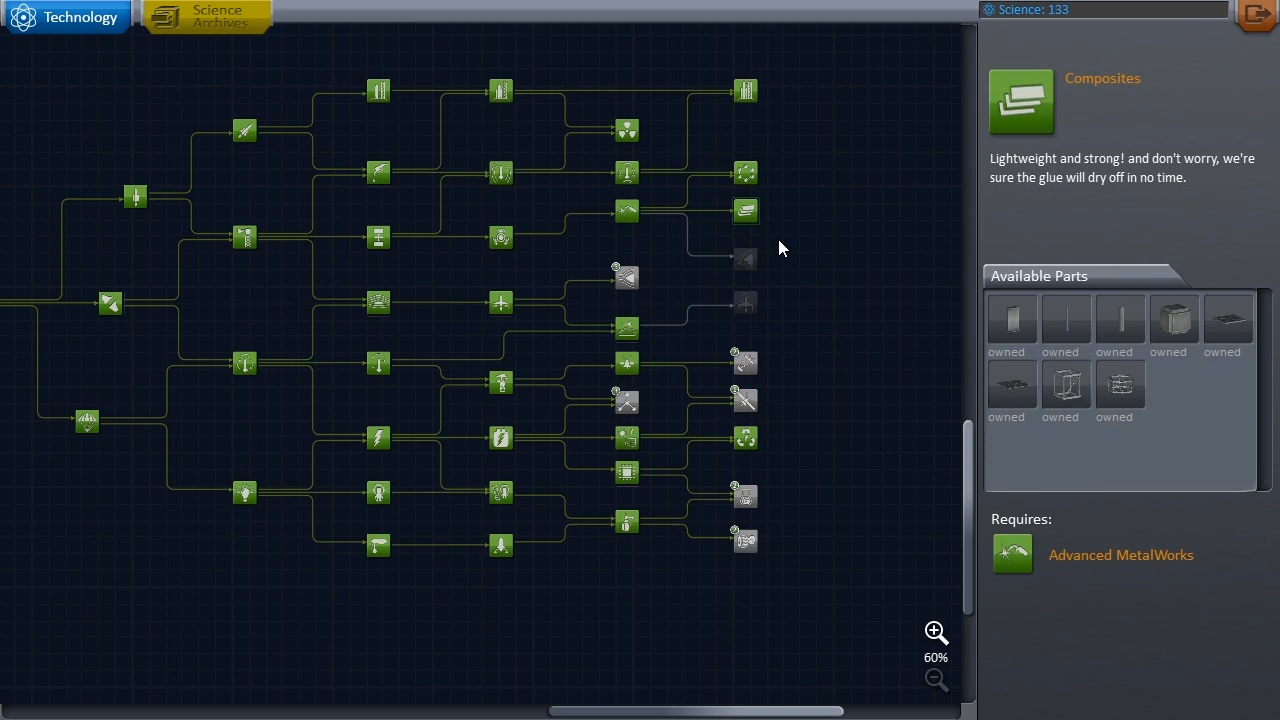 Technology
Science
Archives
Science: 133
Composites
Lightweight and strong! and don't worry, we're
sure the glue will dry off in no time.
Available Parts
owned owned owned owned owned
owned owned owned
Requires:
Advanced MetalWorks
60%